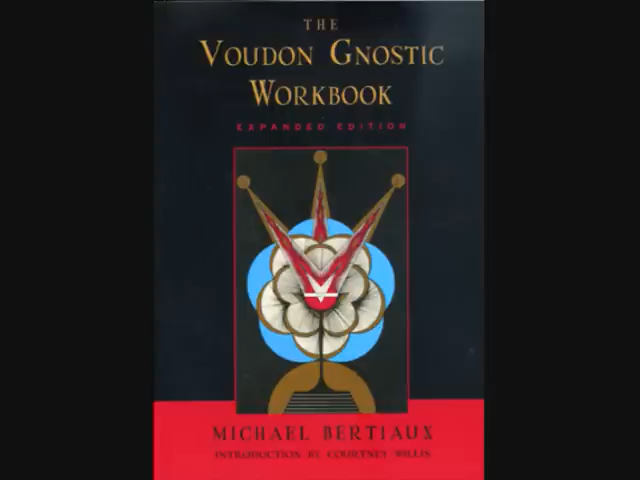 THE
VOUDON GNOSTIC
WORKBOOK
EXPANDED EDITION
MICHAEL BERTIAUX
INTRODUCTION BY COURTNEY WILLIS